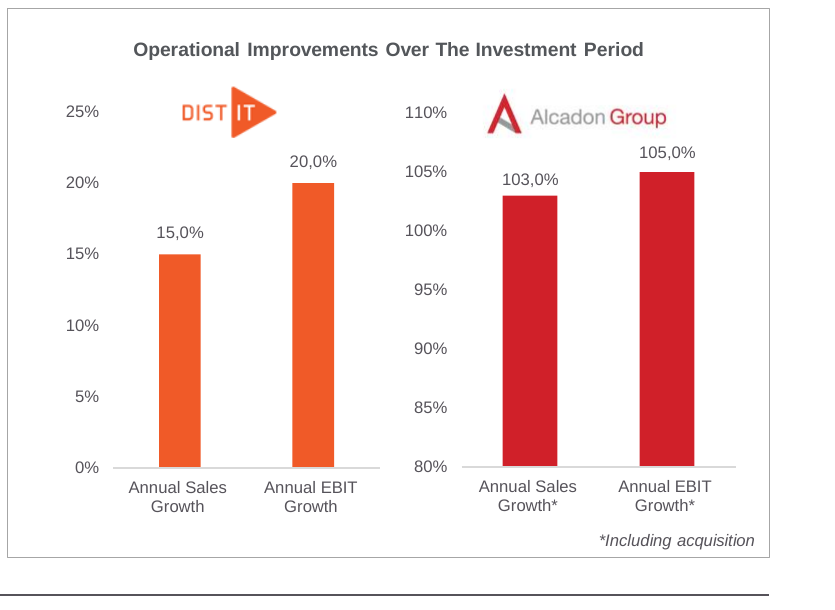 Operational Improvements Over The Investment Period
DIST IT
25%
20%
15%
10%
5%
0%
15,0%
20,0%
Annual Sales
Growth
Annual EBIT
Growth
Alcadon Group
110%
105%
100%
95%
90%
85%
80%
103,0%
105,0%
Annual Sales
Growth*
Annual EBIT
Growth*
*Including acquisition